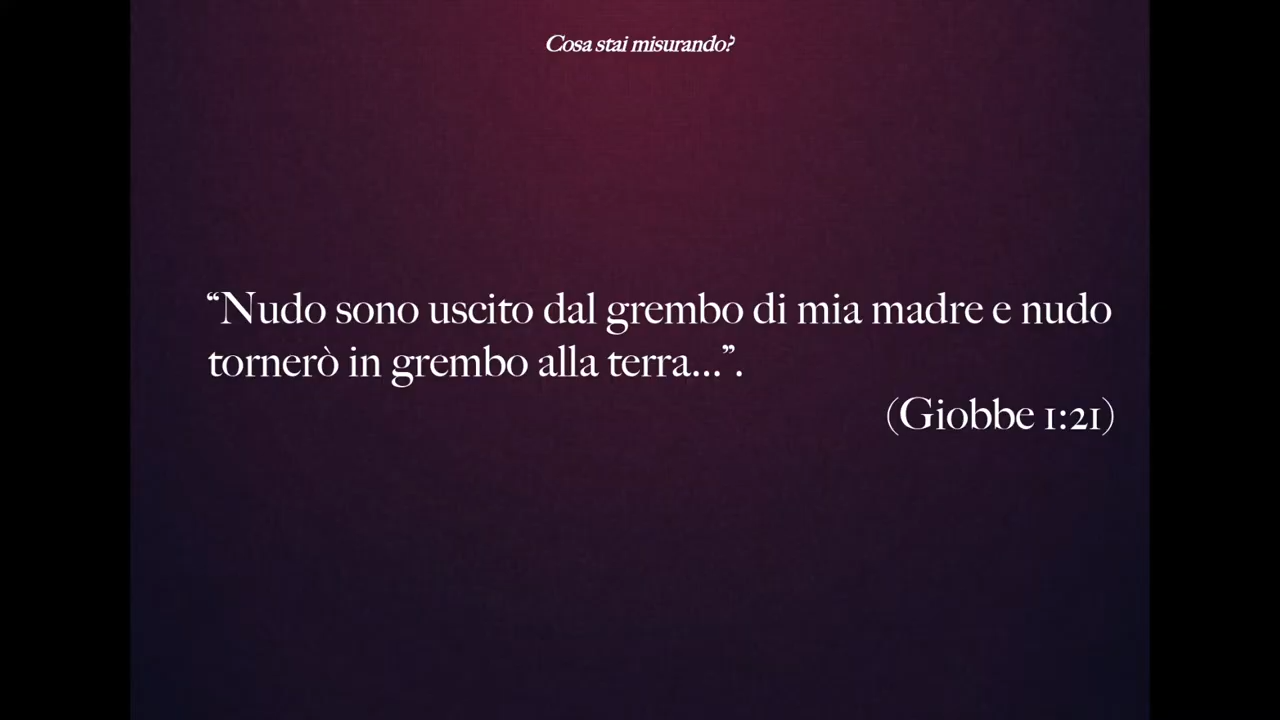 Cosa stai misurando?
“Nudo sono uscito dal grembo di mia madre e nudo
tornerò in grembo alla terra...”.
(Giobbe 1:21)